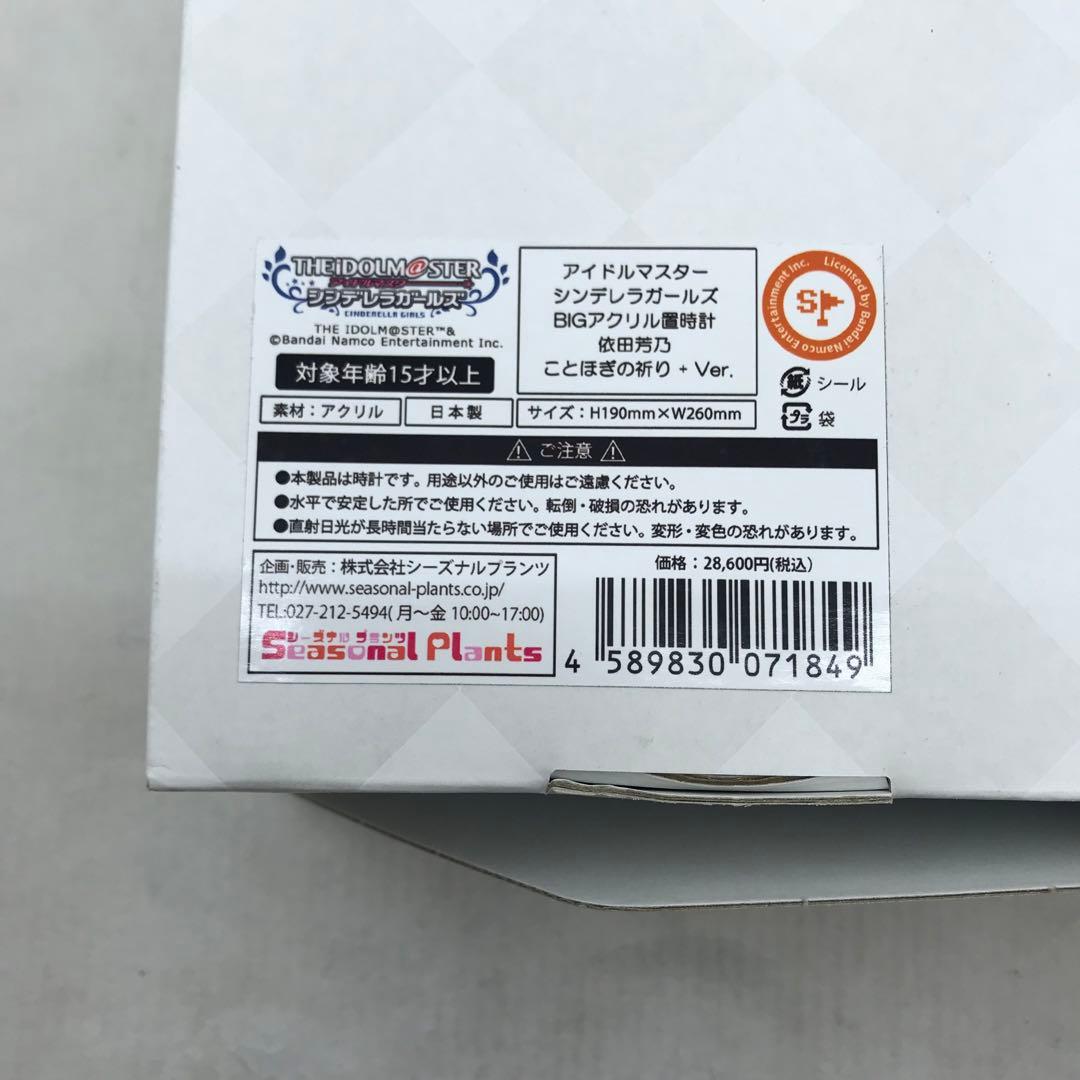 THE iDOLM@STER
アイドルマスター
シンデレラガールズ
CINDERELLA GIRLS
THE IDOLM@STER™&
©Bandai Namco Entertainment Inc.
対象年齢15才以上
アイドルマスター
シンデレラガールズ
BIGアクリル置時計
依田芳乃
ことほぎの祈り + Ver.
Licensed by Bandai Namco Entertainment Inc.
S
紙 シール
プラ 袋
素材:アクリル
日本製
サイズ:H190mm×W260mm
ご注意
●本製品は時計です。用途以外のご使用はご遠慮ください。
●水平で安定した所でご使用ください。転倒・破損の恐れがあります。
●直射日光が長時間当たらない場所でご使用ください。変形・変色の恐れがあります。
企画・販売:株式会社シーズナルプランツ
http://www.seasonal-plants.co.jp/
TEL:027-212-5494(月〜金 10:00~17:00)
シーズナルプランツ
Seasonal Plants
価格:28,600円(税込)
4 589830 071849